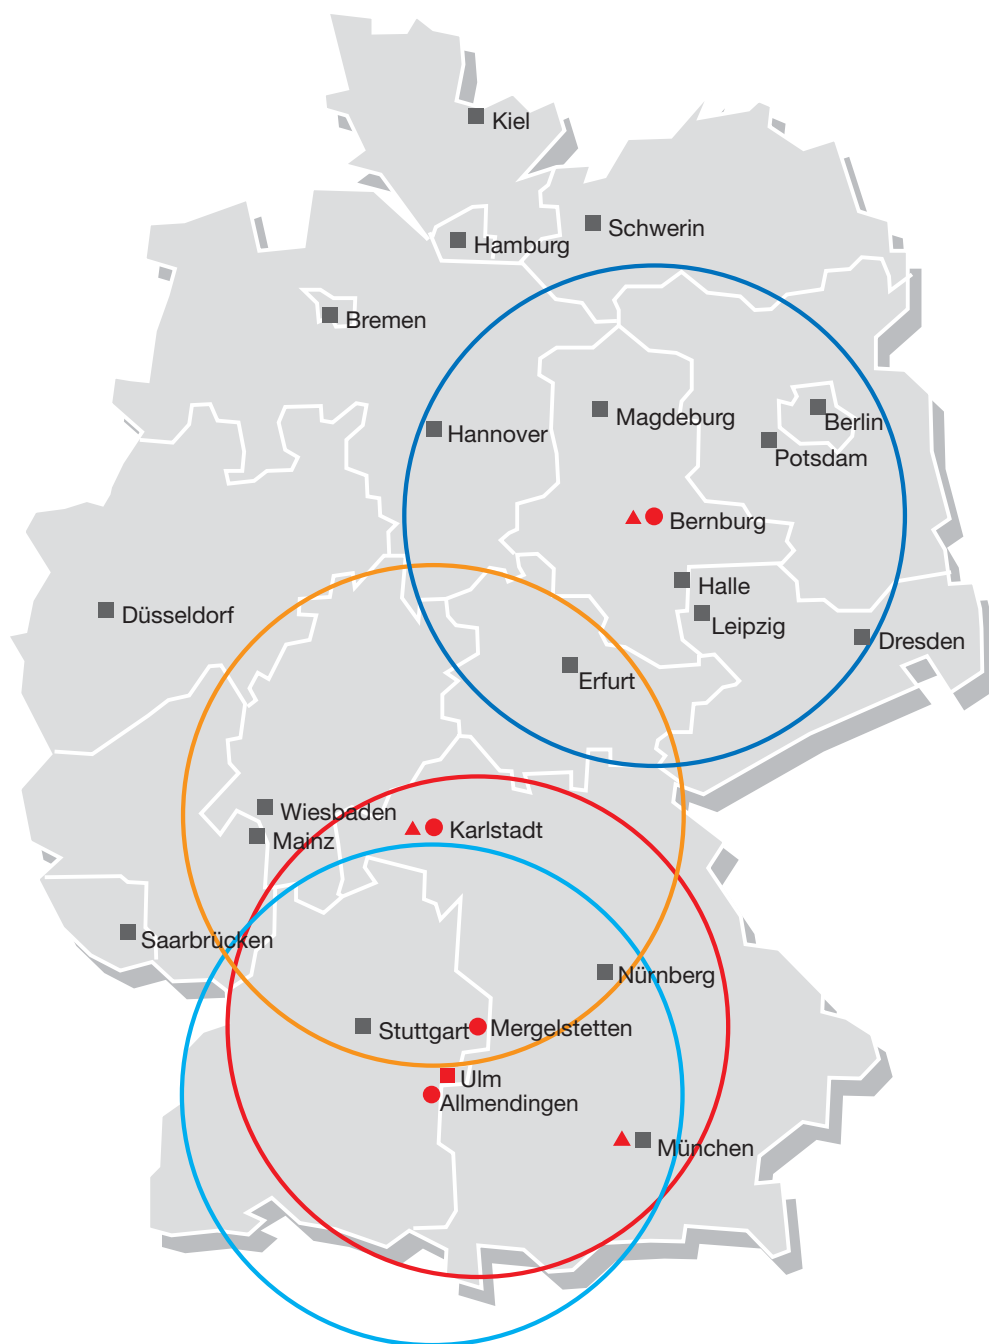 Kiel
Schwerin
Hamburg
Bremen
Magdeburg
Berlin
Hannover
Potsdam
Bernburg
Halle
Düsseldorf
Leipzig
Dresden
Erfurt
Wiesbaden
Karlstadt
Mainz
Saarbrücken
Nürnberg
Stuttgart
Mergelstetten
Ulm
Allmendingen
München